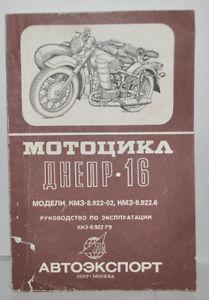 МОТОЦИКЛ
ДНЕПР·16
МОДЕЛИ, КМЗ-8.922-02, КМЗ-8.922.6
РУКОВОДСТВО ПО ЭКСПЛУАТАЦИИ
КМЗ-8.922 РЭ
АВТОЭКСПОРТ
СССР·МОСКВА